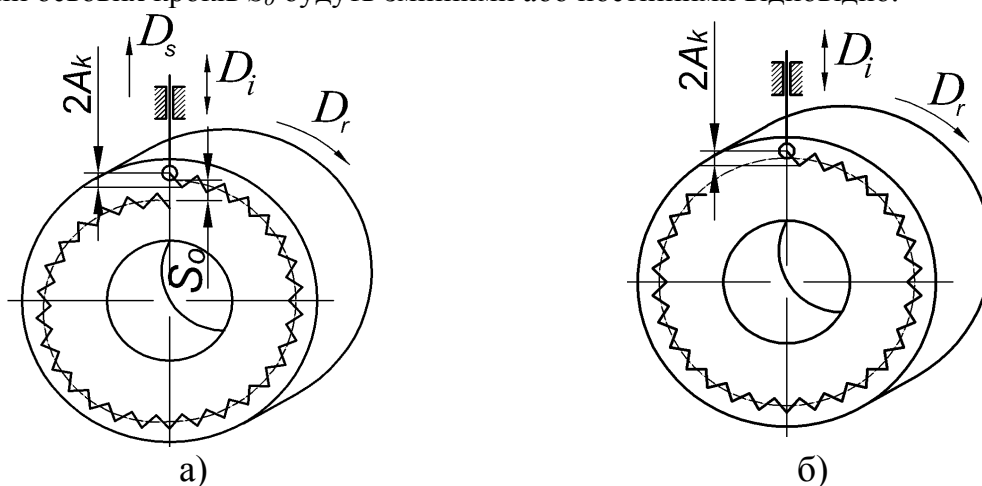 осьовий крок S₀ будуть змінними або постійними відповідно.
2Aₖ
Dₛ
Dᵢ
Dᵣ
S₀
а)
2Aₖ
Dᵢ
Dᵣ
б)